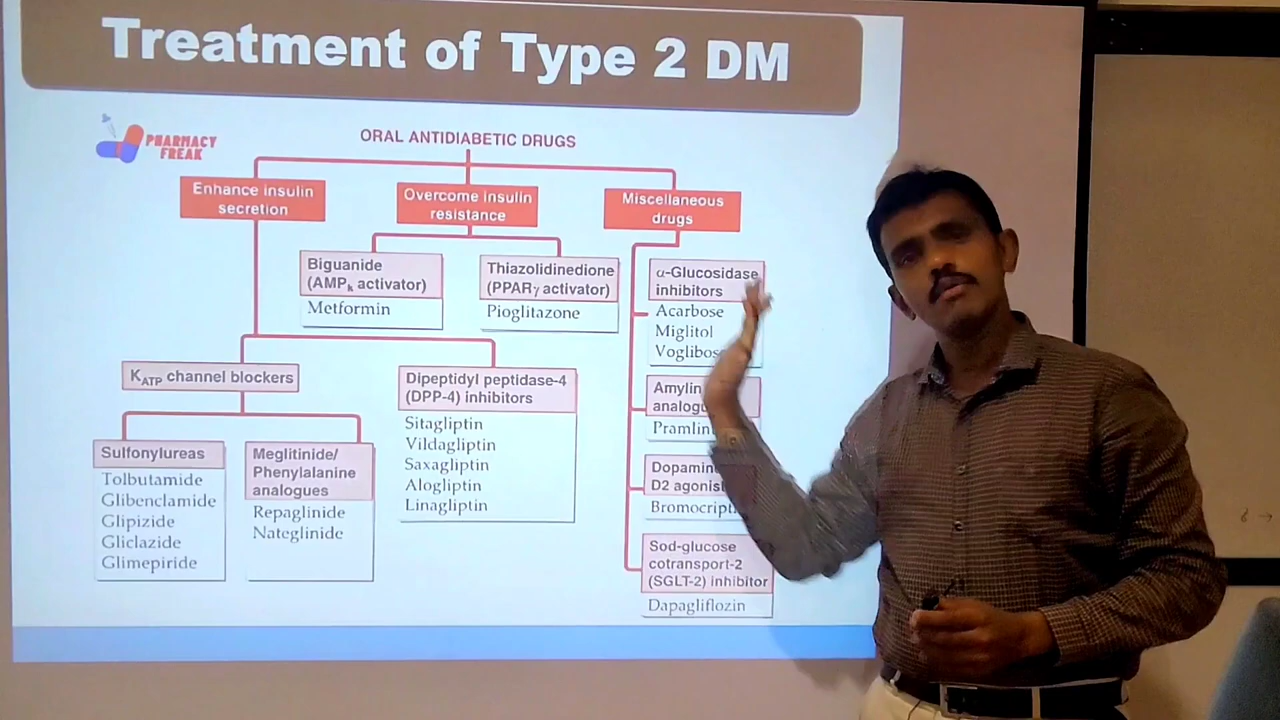 Treatment of Type 2 DM
PHARMACY
FREAK
ORAL ANTIDIABETIC DRUGS
Enhance insulin
secretion
Overcome insulin
resistance
Miscellaneous
drugs
Biguanide
(AMPk activator)
Metformin
Thiazolidinedione
(PPARγ activator)
Pioglitazone
α-Glucosidase
inhibitors
Acarbose
Miglitol
KATP channel blockers
Dipeptidyl peptidase-4
(DPP-4) inhibitors
Sitagliptin
Vildagliptin
Saxagliptin
Alogliptin
Linagliptin
Amylin
Sulfonylureas
Tolbutamide
Glibenclamide
Glipizide
Gliclazide
Glimepiride
Meglitinide/
Phenylalanine
analogues
Repaglinide
Nateglinide
D2
Sod-glucose
cotransport-2
(SGLT-2) inhibitor
Dapagliflozin